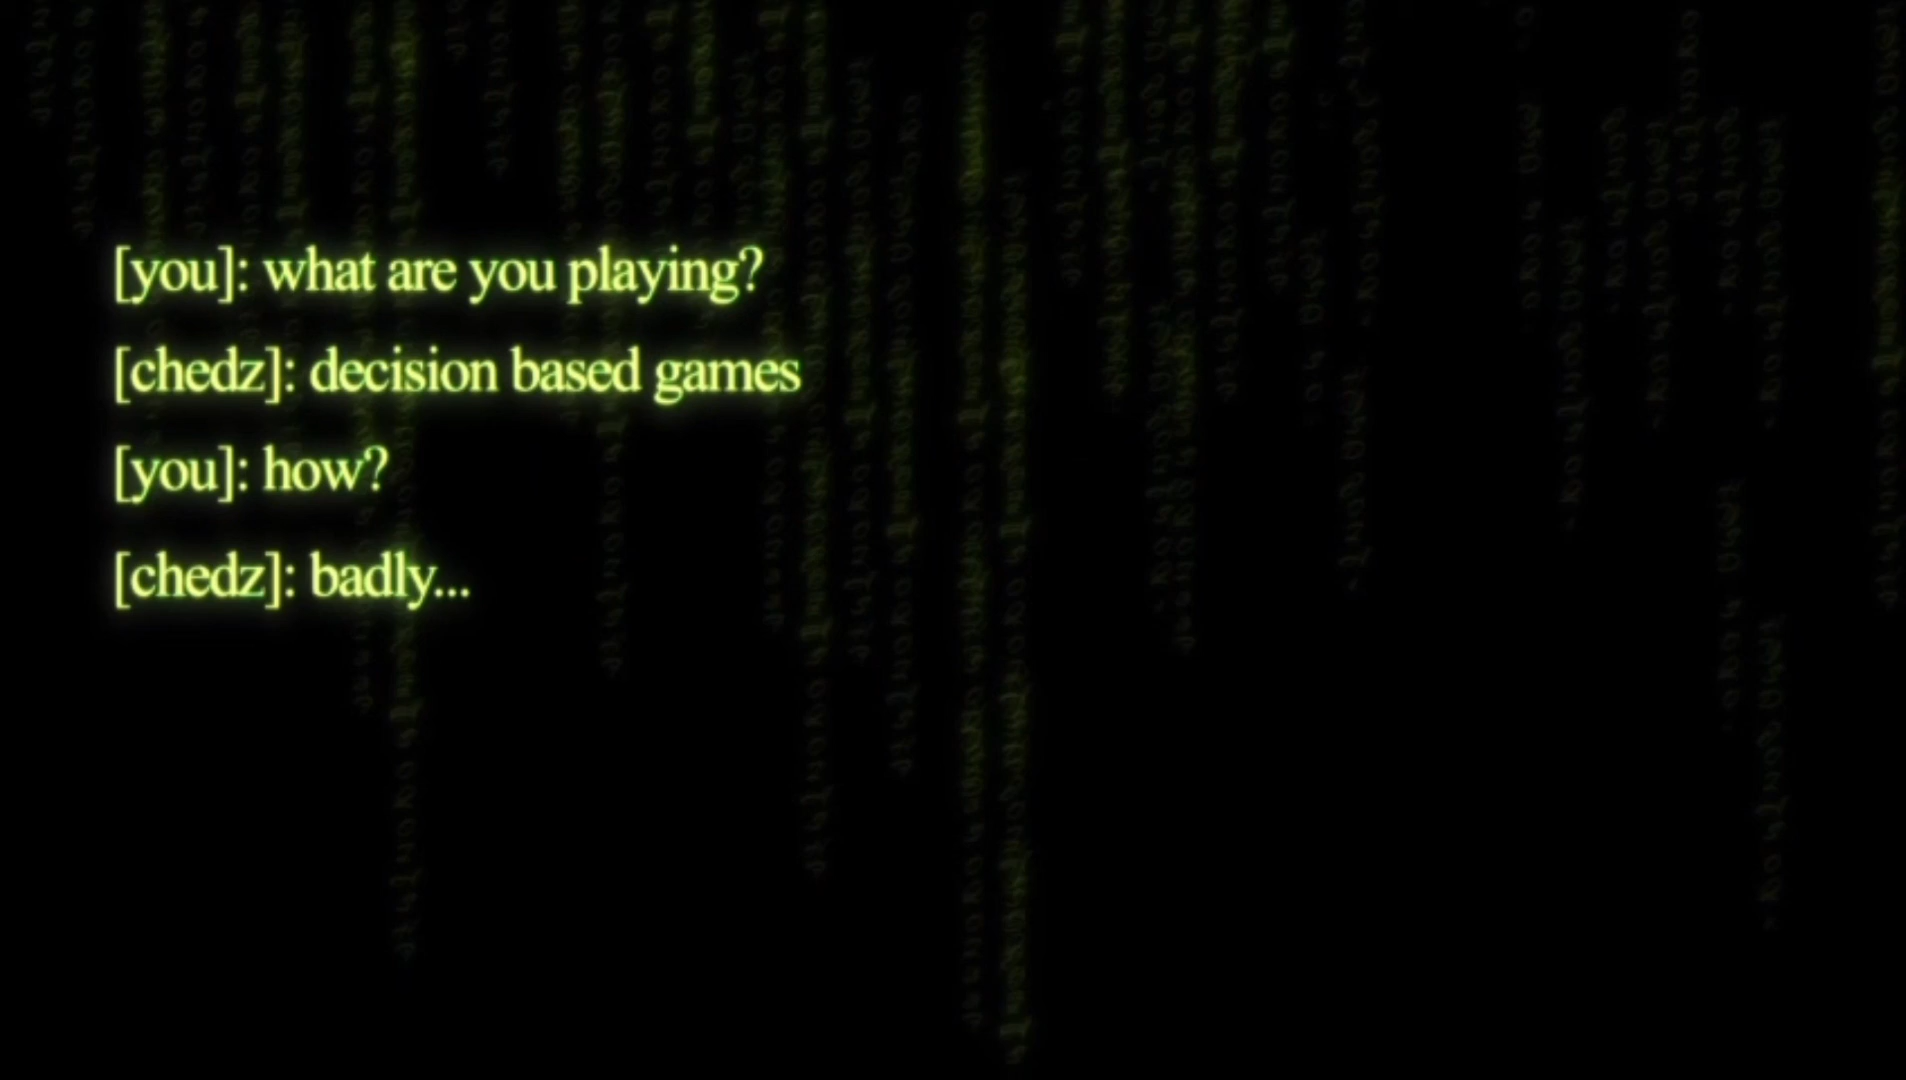 [you]: what are you playing?
[chedz]: decision based games
[you]: how?
[chedz]: badly...